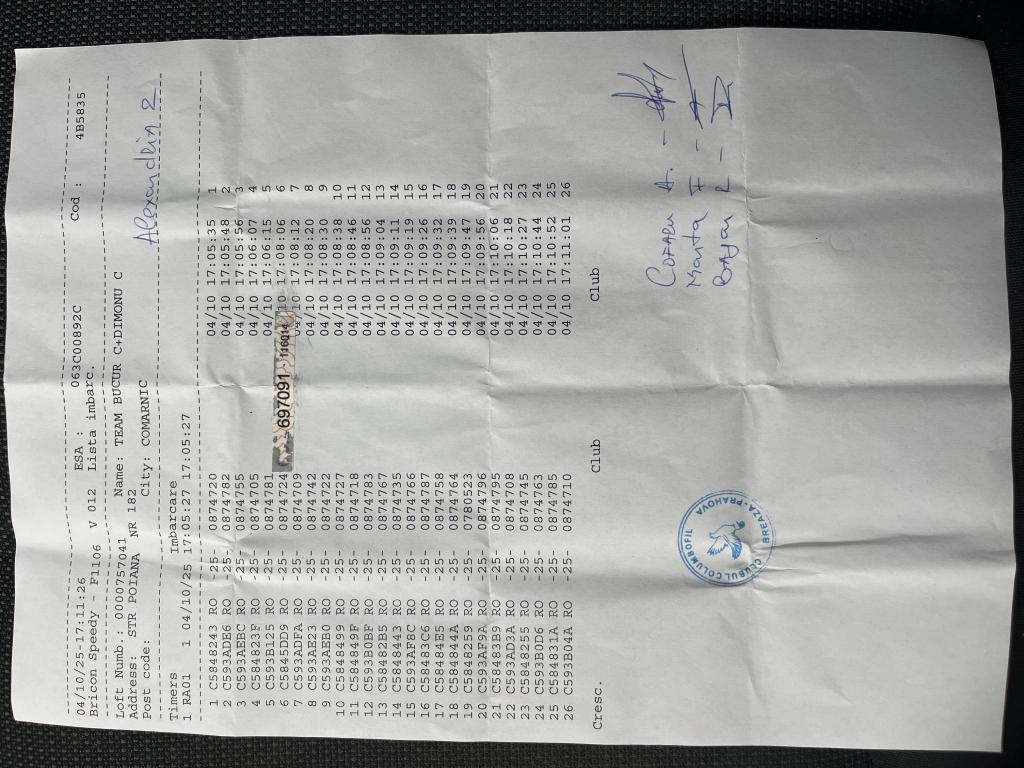 04/10/25-17:11:26 ESA : 063C00892C Cod : 4B5835
Bricon Speedy - F1106 V 012 Lista imbarc.
------------------------------------------------
Loft Numb.: 0000757041 Name: TEAM BUCUR C+DIMONU C
Address: STR POIANA NR 182
Post code: City: COMARNIC
------------------------------------------------
Alexandria 2
Timers Imbarcare
1 RA01 1 04/10/25 17:05:27 17:05:27
------------------------------------------------
1 C5848243 RO -25- 0874720 04/10 17:05:35 1
2 C593ADE6 RO -25- 0874782 04/10 17:05:48 2
3 C593AEBC RO -25- 0874755 04/10 17:05:56 3
4 C584823F RO -25- 0874705 04/10 17:06:07 4
5 C593B125 RO -25- 0874781 04/10 17:06:15 5
6 C5845DD9 RO -25- 0874724 10 17:08:06 6
697091 116014
7 C593ADFA RO -25- 0874709 04/10 17:08:12 7
8 C593AE23 RO -25- 0874742 04/10 17:08:20 8
9 C593AEB0 RO -25- 0874722 04/10 17:08:30 9
10 C5848499 RO -25- 0874727 04/10 17:08:38 10
11 C584849F RO -25- 0874718 04/10 17:08:46 11
12 C593B0BF RO -25- 0874783 04/10 17:08:56 12
13 C58482B5 RO -25- 0874767 04/10 17:09:04 13
14 C5848443 RO -25- 0874735 04/10 17:09:11 14
15 C593AF8C RO -25- 0874766 04/10 17:09:19 15
16 C58483C6 RO -25- 0874787 04/10 17:09:26 16
17 C58484E5 RO -25- 0874758 04/10 17:09:32 17
18 C584844A RO -25- 0874764 04/10 17:09:39 18
19 C5848259 RO -25- 0780523 04/10 17:09:47 19
20 C593AF9A RO -25- 0874796 04/10 17:09:56 20
21 C58483B9 RO -25- 0874795 04/10 17:10:06 21
22 C593AD3A RO -25- 0874708 04/10 17:10:18 22
23 C5848255 RO -25- 0874745 04/10 17:10:27 23
24 C593B0D6 RO -25- 0874763 04/10 17:10:44 24
25 C584831A RO -25- 0874785 04/10 17:10:52 25
26 C593B04A RO -25- 0874710 04/10 17:11:01 26
Cresc. Club Club
Manta F -
CLUBUL COLUMBOFIL
BREAZA-PRAHOVA